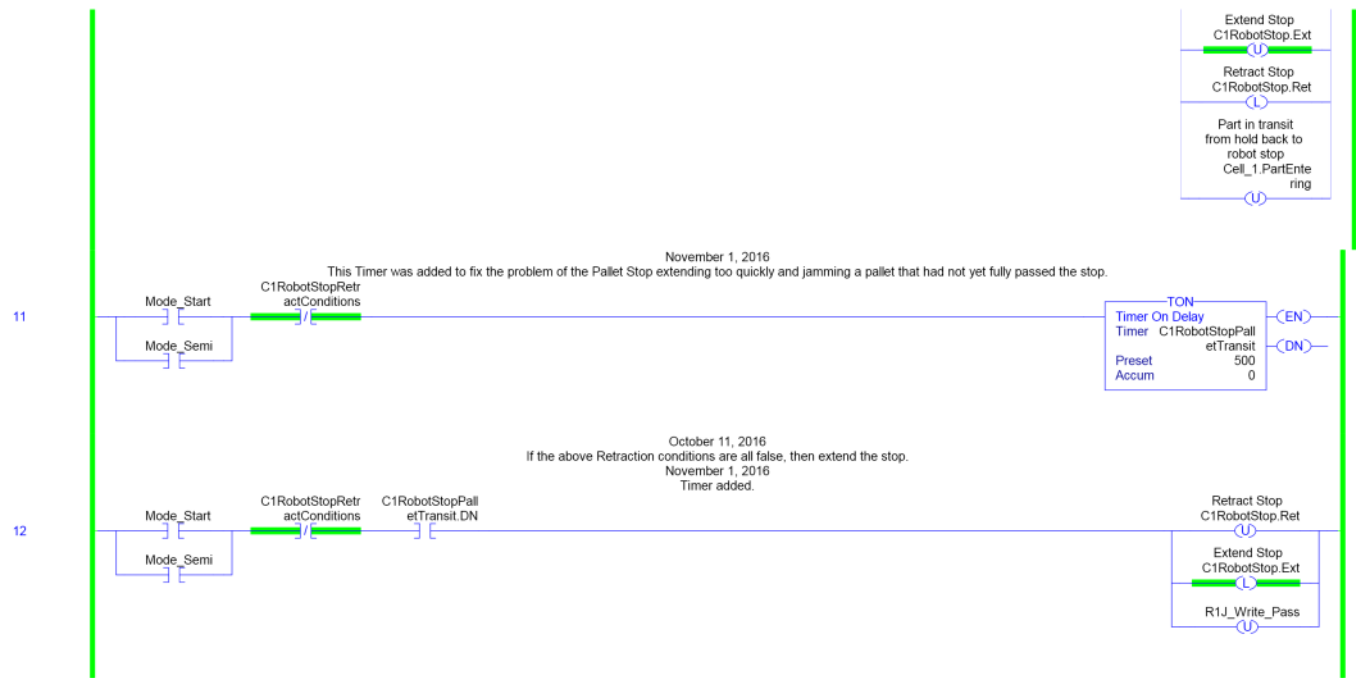 Extend Stop
C1RobotStop.Ext
U
Retract Stop
C1RobotStop.Ret
L
Part in transit
from hold back to
robot stop
Cell_1.PartEnte
ring
U
November 1, 2016
This Timer was added to fix the problem of the Pallet Stop extending too quickly and jamming a pallet that had not yet fully passed the stop.
11
Mode_Start
Mode_Semi
C1RobotStopRetr
actConditions
TON
Timer On Delay
Timer C1RobotStopPall
etTransit
Preset 500
Accum 0
EN
DN
October 11, 2016
If the above Retraction conditions are all false, then extend the stop.
November 1, 2016
Timer added.
12
Mode_Start
Mode_Semi
C1RobotStopRetr
actConditions
C1RobotStopPall
etTransit.DN
Retract Stop
C1RobotStop.Ret
U
Extend Stop
C1RobotStop.Ext
L
R1J_Write_Pass
U